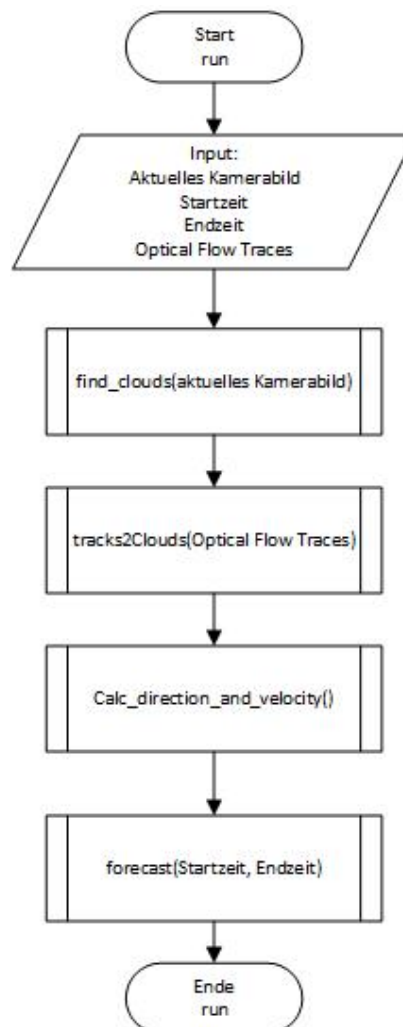 Start
run
Input:
Aktuelles Kamerabild
Startzeit
Endzeit
Optical Flow Traces
find_clouds(aktuelles Kamerabild)
tracks2Clouds(Optical Flow Traces)
Calc_direction_and_velocity()
forecast(Startzeit, Endzeit)
Ende
run